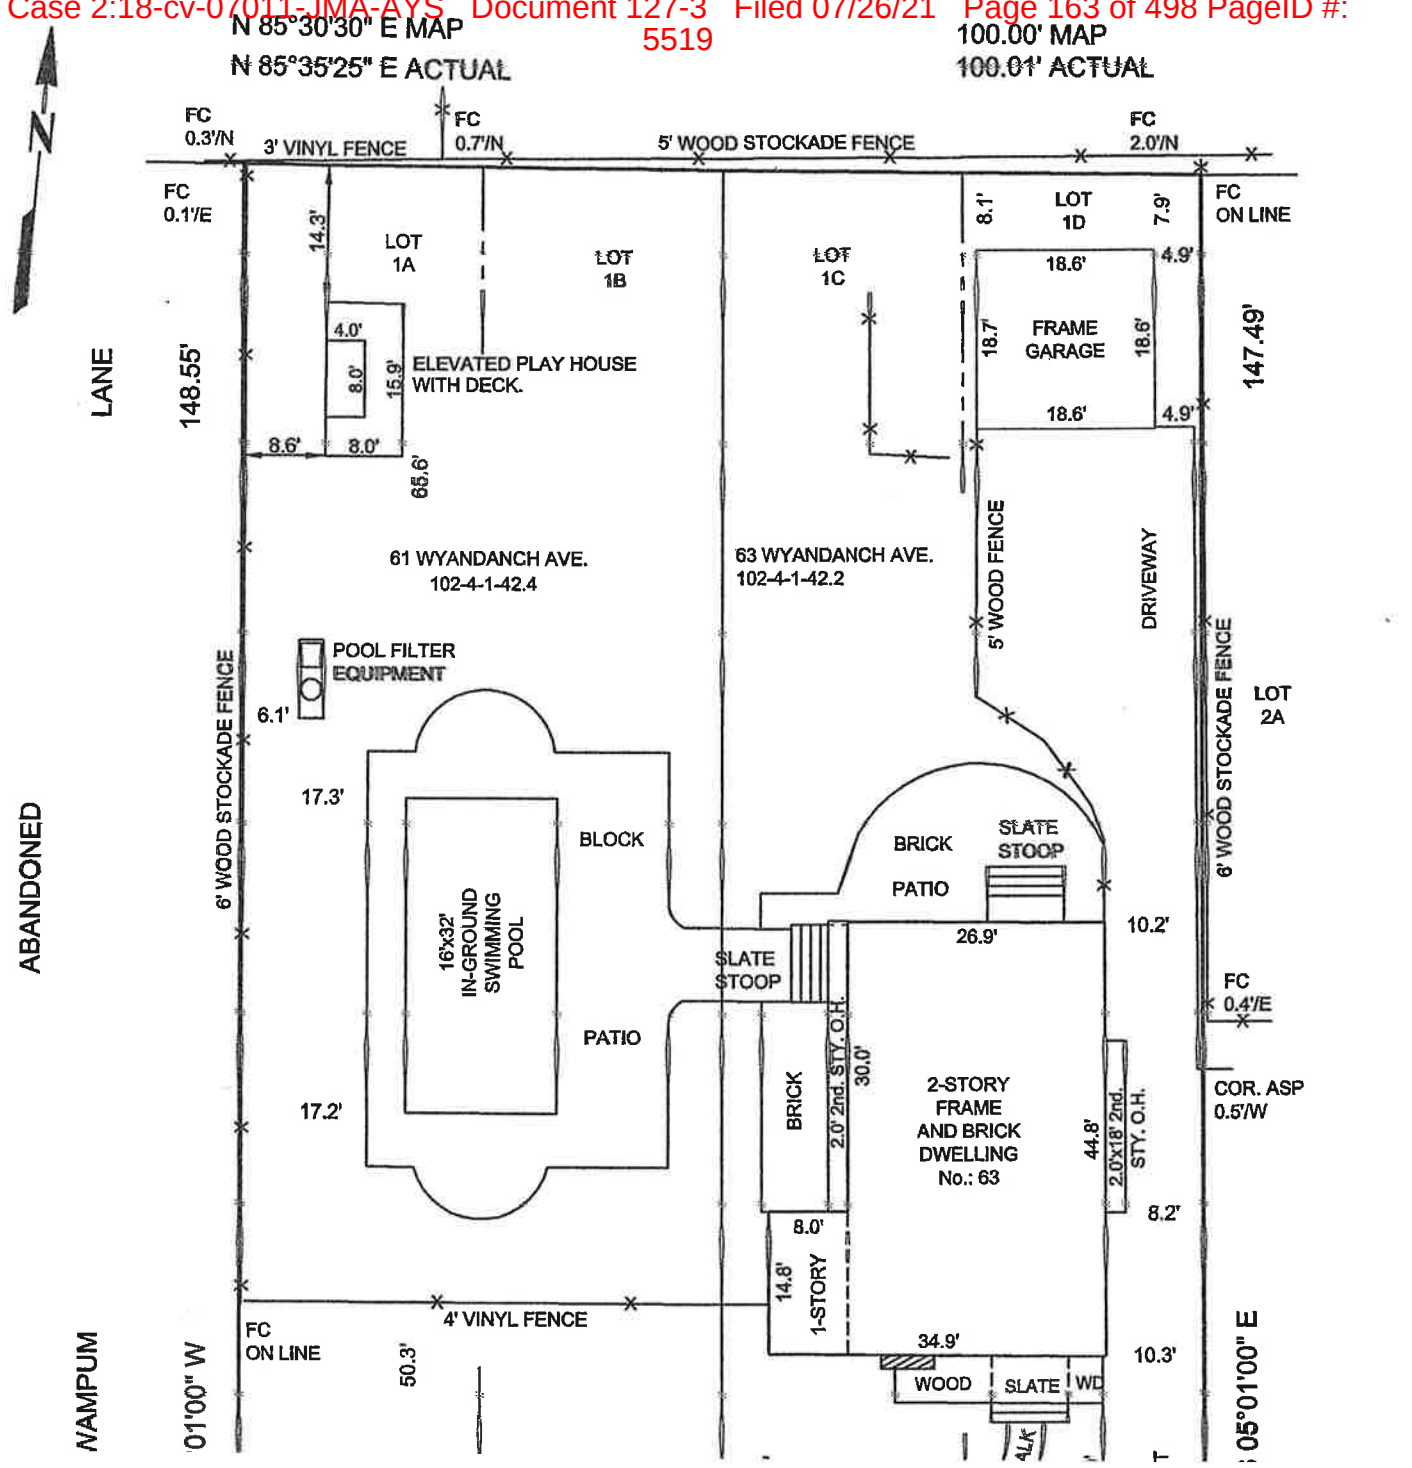 Case 2:18-cv-07011-JMA-AYS Document 127-3 Filed 07/26/21 Page 163 of 498 PageID #:
5519
N 85°30'30" E MAP
100.00' MAP
N 85°35'25" E ACTUAL
100.01' ACTUAL
N
FC
0.3'/N
3' VINYL FENCE
FC
0.7'/N
5' WOOD STOCKADE FENCE
FC
2.0'/N
FC
0.1'/E
FC
ON LINE
14.3'
LOT
1A
LOT
1B
LOT
1C
8.1'
LOT
1D
7.9'
18.6'
4.9'
4.0'
8.0'
15.9'
ELEVATED PLAY HOUSE
WITH DECK.
18.7'
FRAME
GARAGE
18.6'
147.49'
LANE
148.55'
18.6'
4.9'
8.6'
8.0'
65.6'
61 WYANDANCH AVE.
102-4-1-42.4
63 WYANDANCH AVE.
102-4-1-42.2
5' WOOD FENCE
DRIVEWAY
POOL FILTER
EQUIPMENT
6.1'
6' WOOD STOCKADE FENCE
6' WOOD STOCKADE FENCE
LOT
2A
17.3'
BLOCK
BRICK
PATIO
SLATE
STOOP
ABANDONED
16'x32'
IN-GROUND
SWIMMING
POOL
26.9'
10.2'
SLATE
STOOP
FC
0.4'/E
PATIO
BRICK
2.0' 2nd. STY. O.H.
30.0'
2-STORY
FRAME
AND BRICK
DWELLING
No.: 63
44.8'
2.0'x18' 2nd.
STY. O.H.
COR. ASP
0.5'/W
17.2'
8.0'
8.2'
14.8'
1-STORY
4' VINYL FENCE
FC
ON LINE
50.3'
34.9'
10.3'
WOOD
SLATE
WD
ALK
WAMPUM
01'00" W
05°01'00" E